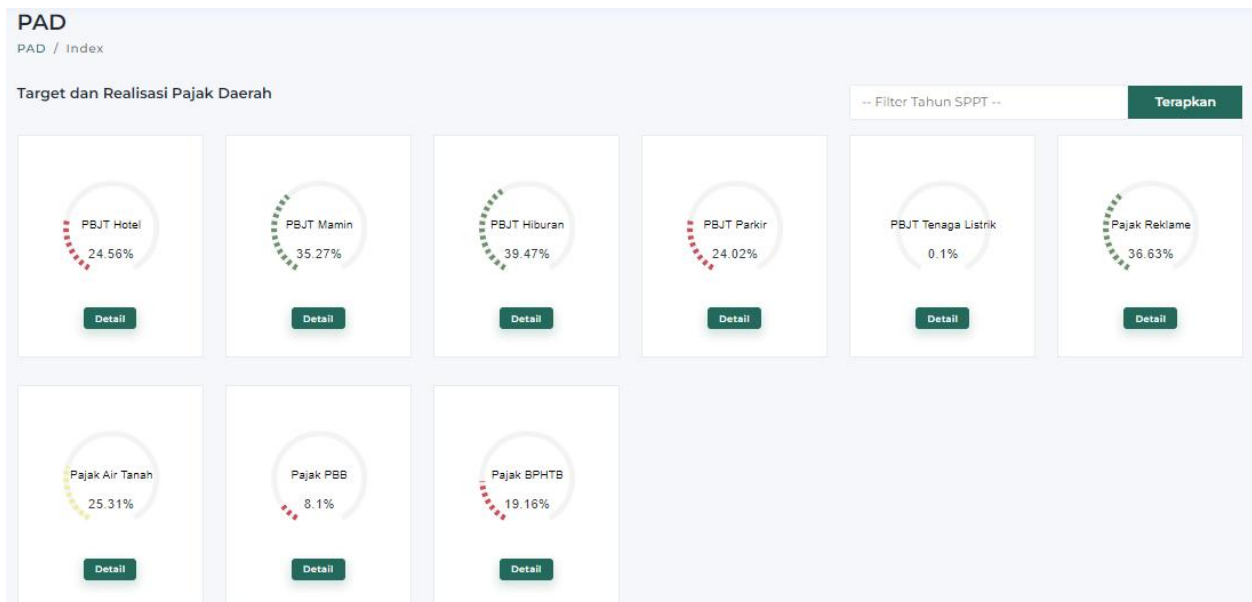 PAD
PAD / Index
Target dan Realisasi Pajak Daerah
-- Filter Tahun SPPT --
Terapkan
PBJT Hotel
24.56%
Detail
PBJT Mamin
35.27%
Detail
PBJT Hiburan
39.47%
Detail
PBJT Parkir
24.02%
Detail
PBJT Tenaga Listrik
0.1%
Detail
Pajak Reklame
36.63%
Detail
Pajak Air Tanah
25.31%
Detail
Pajak PBB
8.1%
Detail
Pajak BPHTB
19.16%
Detail